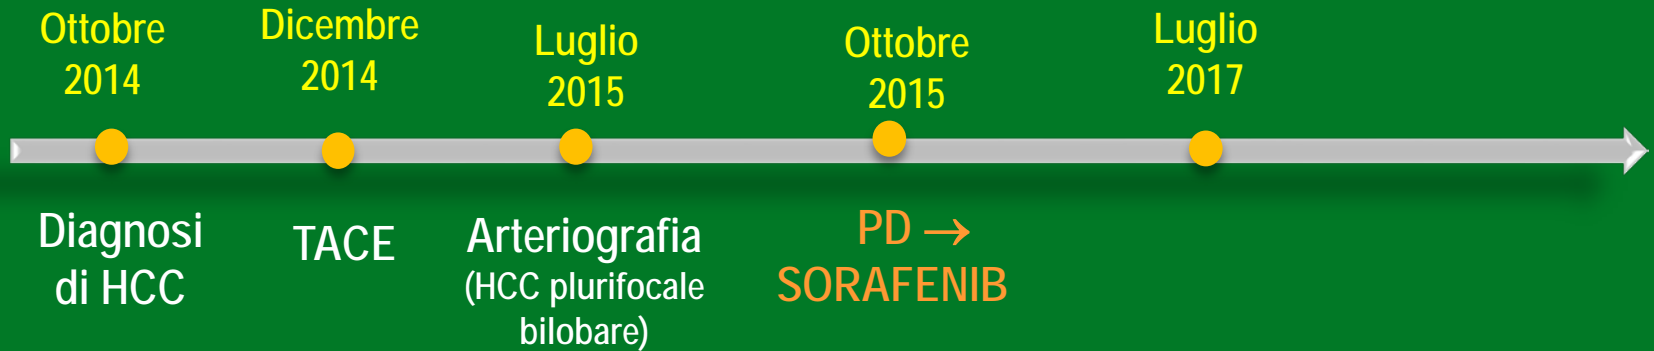 Ottobre
2014
Dicembre
2014
Luglio
2015
Ottobre
2015
Luglio
2017
Diagnosi
di HCC
TACE
Arteriografia
(HCC plurifocale
bilobare)
PD →
SORAFENIB